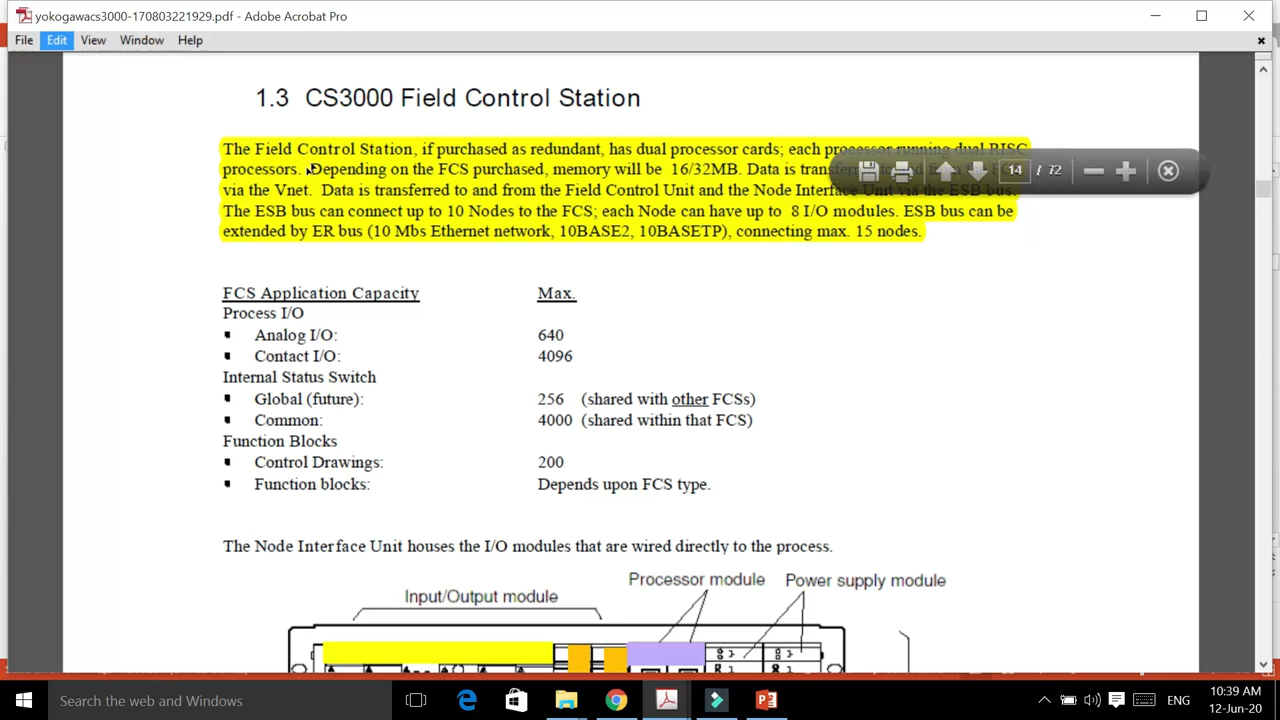 yokogawacs3000-170803221929.pdf - Adobe Acrobat Pro
File Edit View Window Help
1.3 CS3000 Field Control Station
The Field Control Station, if purchased as redundant, has dual processor cards; each processor running dual RISC
processors. Depending on the FCS purchased, memory will be 16/32MB. Data is transferred to and from the FCS
via the Vnet. Data is transferred to and from the Field Control Unit and the Node Interface Unit via the ESB bus.
The ESB bus can connect up to 10 Nodes to the FCS; each Node can have up to 8 I/O modules. ESB bus can be
extended by ER bus (10 Mbs Ethernet network, 10BASE2, 10BASETP), connecting max. 15 nodes.
14 / 72
FCS Application Capacity Max.
Process I/O
Analog I/O: 640
Contact I/O: 4096
Internal Status Switch
Global (future): 256 (shared with other FCSs)
Common: 4000 (shared within that FCS)
Function Blocks
Control Drawings: 200
Function blocks: Depends upon FCS type.
The Node Interface Unit houses the I/O modules that are wired directly to the process.
Processor module Power supply module
Input/Output module
Search the web and Windows
ENG
10:39 AM
12-Jun-20